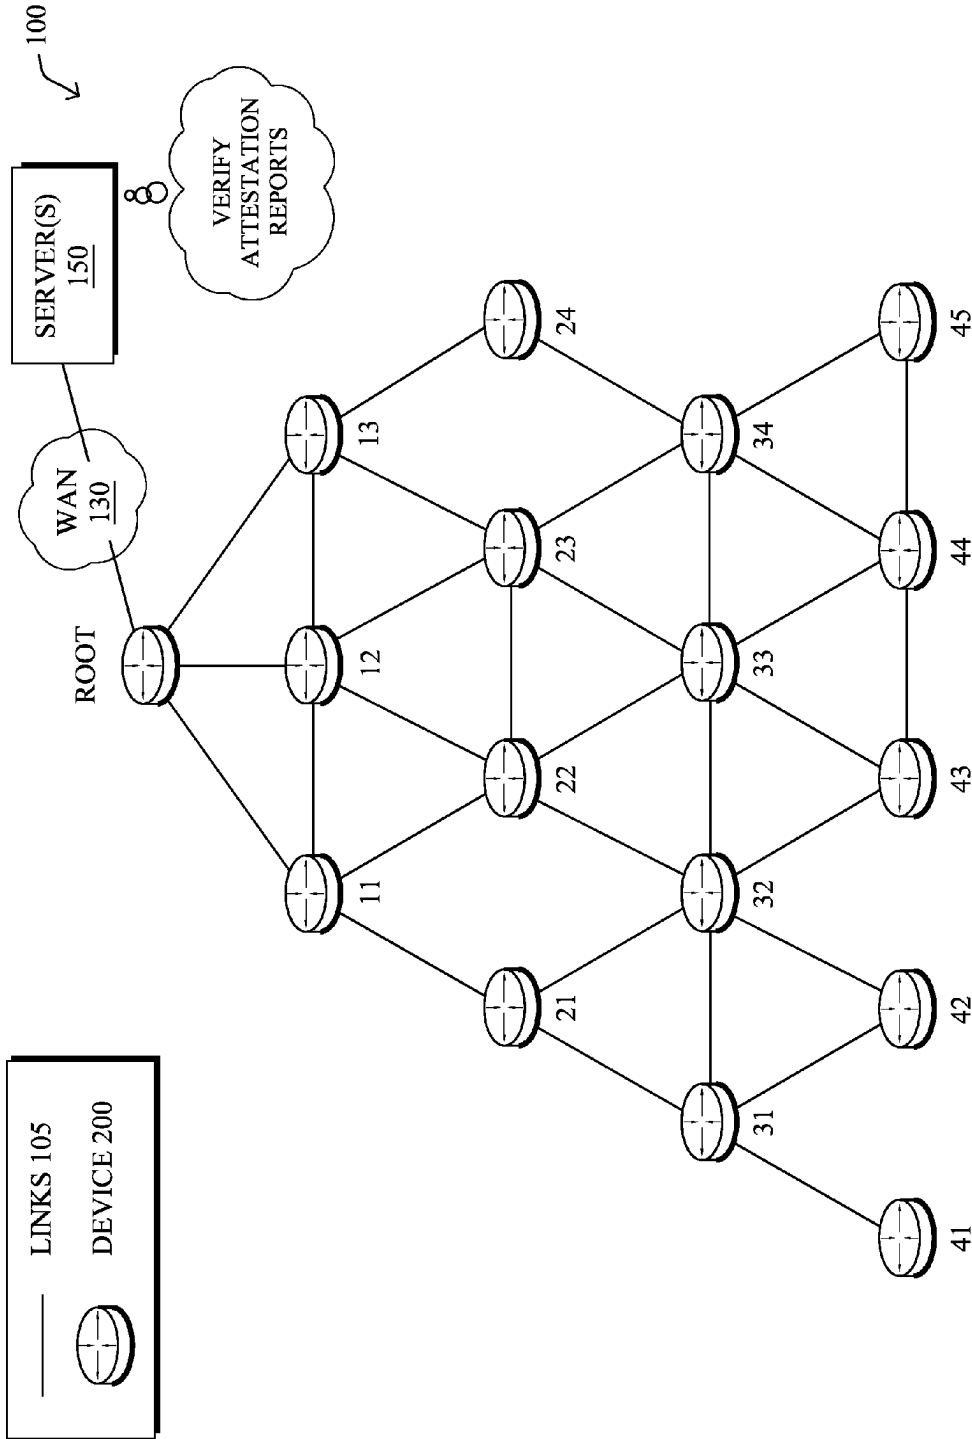 LINKS 105
DEVICE 200
ROOT
WAN
130
SERVER(S)
150
100
VERIFY
ATTESTATION
REPORTS
11
12
13
21
22
23
24
31
32
33
34
41
42
43
44
45